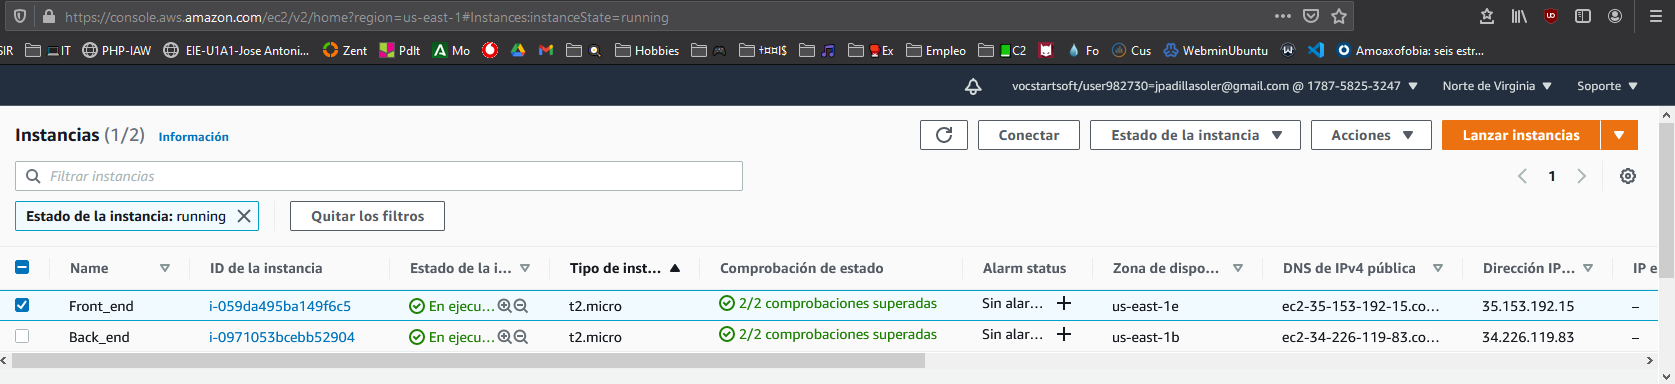 https://console.aws.amazon.com/ec2/v2/home?region=us-east-1#Instances:instanceState=running
SIR IT PHP-IAW EIE-U1A1-Jose Antoni... Zent Pdlt Mo Hobbies Ex Empleo C2 Fo Cus WebminUbuntu Amoaxofobia: seis estr...
vocstartsoft/user982730=jpadillasoler@gmail.com @ 1787-5825-3247 Norte de Virginia Soporte
Instancias (1/2) Información Conectar Estado de la instancia Acciones Lanzar instancias
Filtrar instancias 1
Estado de la instancia: running Quitar los filtros
Name ID de la instancia Estado de la i... Tipo de inst... Comprobación de estado Alarm status Zona de dispo... DNS de IPv4 pública Dirección IP... IP e
Front_end i-059da495ba149f6c5 En ejecu... t2.micro 2/2 comprobaciones superadas Sin alar... + us-east-1e ec2-35-153-192-15.co... 35.153.192.15 –
Back_end i-0971053bcebb52904 En ejecu... t2.micro 2/2 comprobaciones superadas Sin alar... + us-east-1b ec2-34-226-119-83.co... 34.226.119.83 –